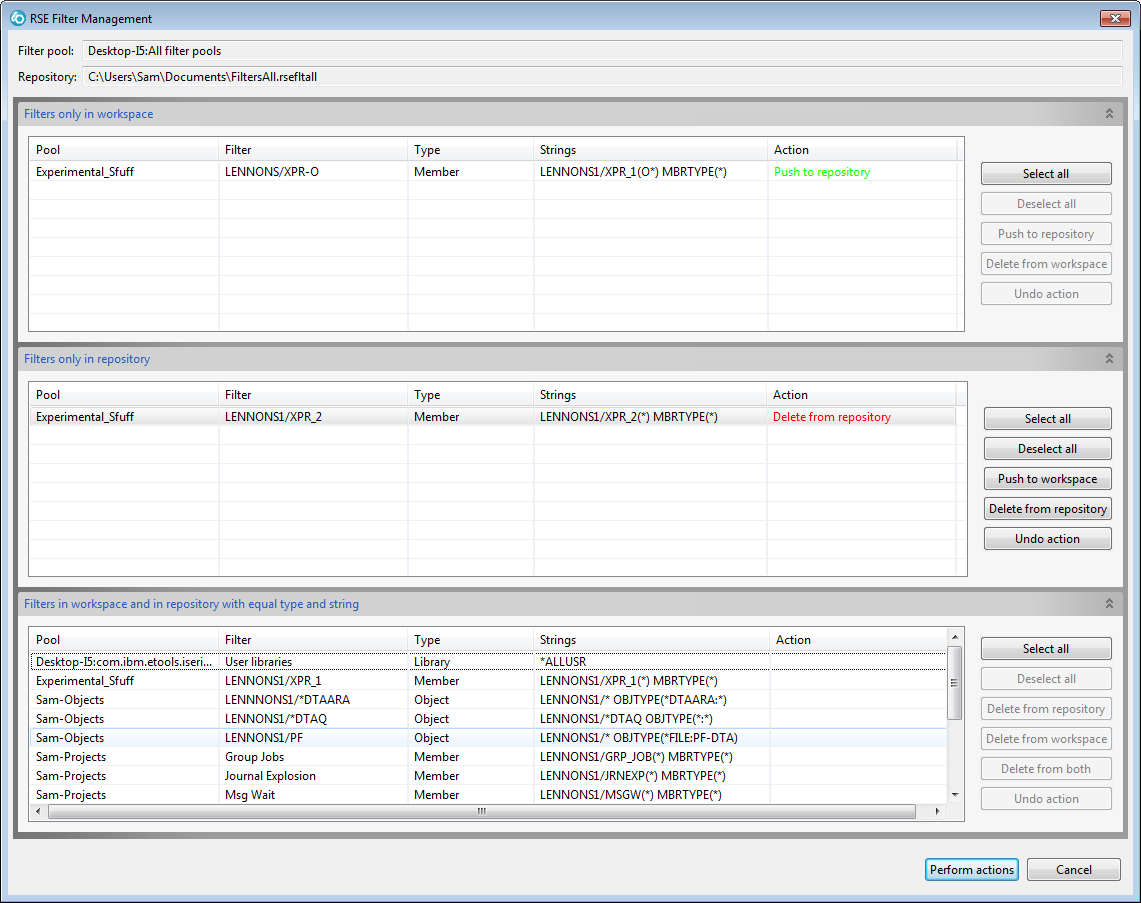 RSE Filter Management
Filter pool: Desktop-I5:All filter pools
Repository: C:\Users\Sam\Documents\FiltersAll.rsefltall
Filters only in workspace
Pool Filter Type Strings Action
Experimental_Sfuff LENNONS/XPR-O Member LENNONS1/XPR_1(O*) MBRTYPE(*) Push to repository
Select all
Deselect all
Push to repository
Delete from workspace
Undo action
Filters only in repository
Pool Filter Type Strings Action
Experimental_Sfuff LENNONS1/XPR_2 Member LENNONS1/XPR_2(*) MBRTYPE(*) Delete from repository
Select all
Deselect all
Push to workspace
Delete from repository
Undo action
Filters in workspace and in repository with equal type and string
Pool Filter Type Strings Action
Desktop-I5:com.ibm.etools.iseri... User libraries Library *ALLUSR
Experimental_Sfuff LENNONS1/XPR_1 Member LENNONS1/XPR_1(*) MBRTYPE(*)
Sam-Objects LENNNONS1/*DTAARA Object LENNONS1/* OBJTYPE(*DTAARA:*)
Sam-Objects LENNONS1/*DTAQ Object LENNONS1/*DTAQ OBJTYPE(*:*)
Sam-Objects LENNONS1/PF Object LENNONS1/* OBJTYPE(*FILE:PF-DTA)
Sam-Projects Group Jobs Member LENNONS1/GRP_JOB(*) MBRTYPE(*)
Sam-Projects Journal Explosion Member LENNONS1/JRNEXP(*) MBRTYPE(*)
Sam-Projects Msg Wait Member LENNONS1/MSGW(*) MBRTYPE(*)
Select all
Deselect all
Delete from repository
Delete from workspace
Delete from both
Undo action
Perform actions Cancel